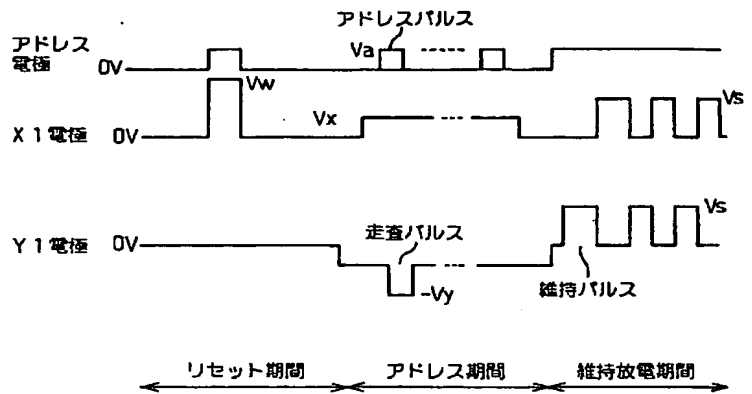 アドレスパルス
アドレス
電極
Va
0V
Vw
Vs
Vx
X1電極
0V
Vs
走査パルス
Y1電極
0V
-Vy
維持パルス
リセット期間
アドレス期間
維持放電期間